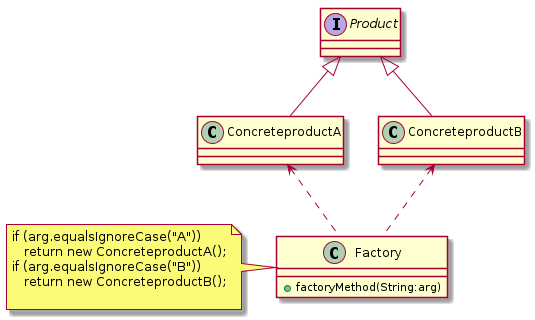 I Product
C ConcreteproductA
C ConcreteproductB
if (arg.equalsIgnoreCase("A"))
return new ConcreteproductA();
if (arg.equalsIgnoreCase("B"))
return new ConcreteproductB();
C Factory
factoryMethod(String:arg)